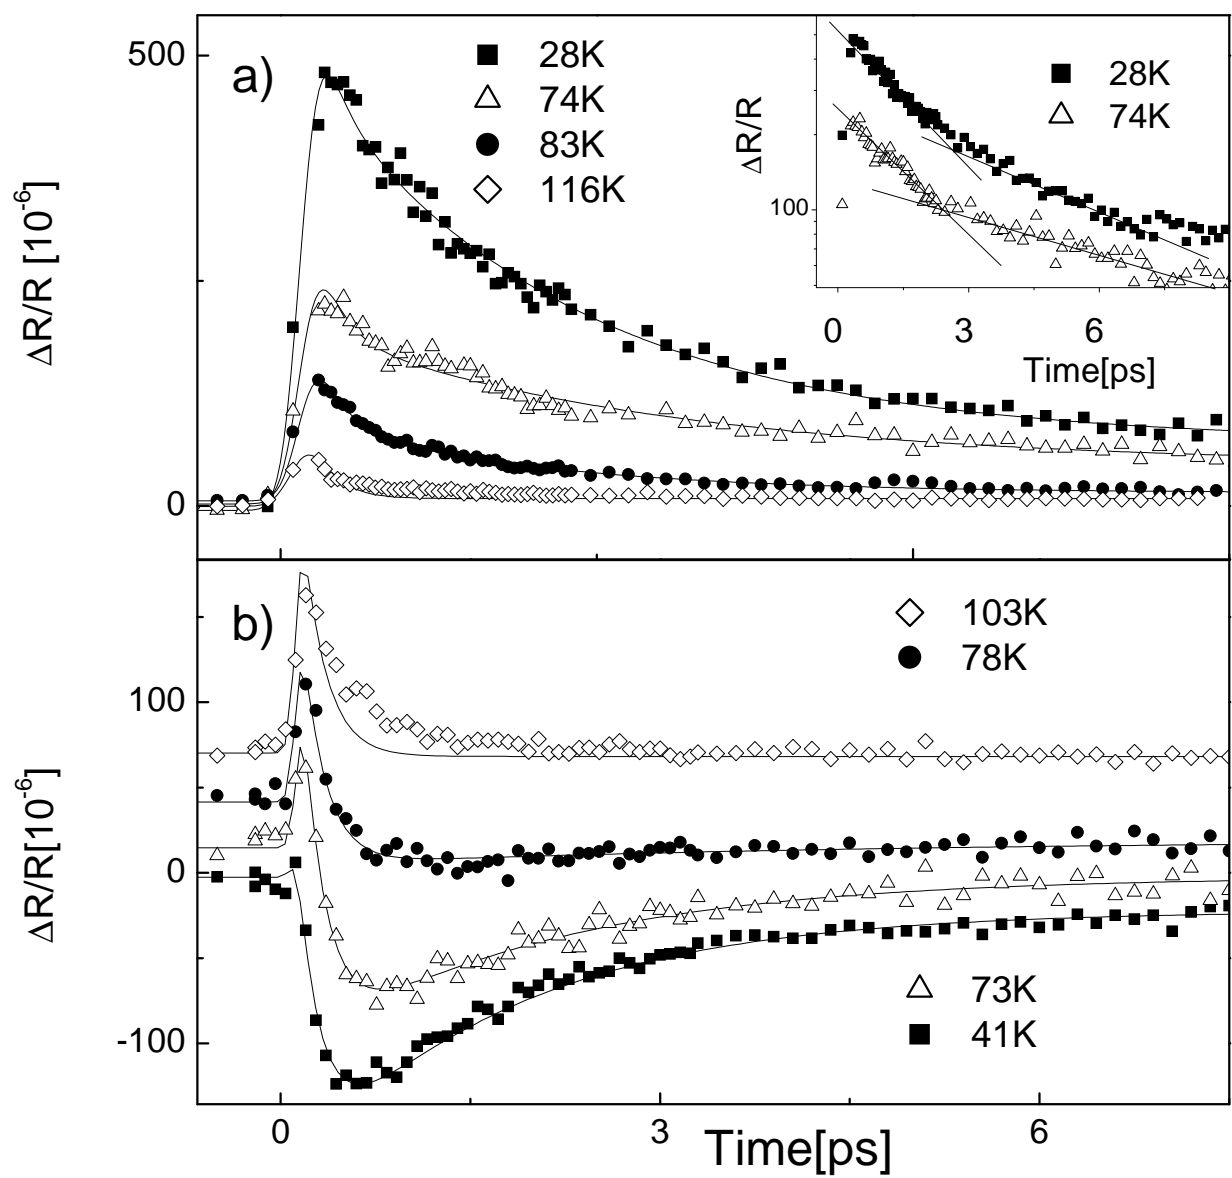 500
0
ΔR/R [10⁻⁶]
a)
28K
74K
83K
116K
28K
74K
ΔR/R
100
0 3 6
Time[ps]
b)
103K
78K
100
0
-100
ΔR/R[10⁻⁶]
73K
41K
0 3 6
Time[ps]